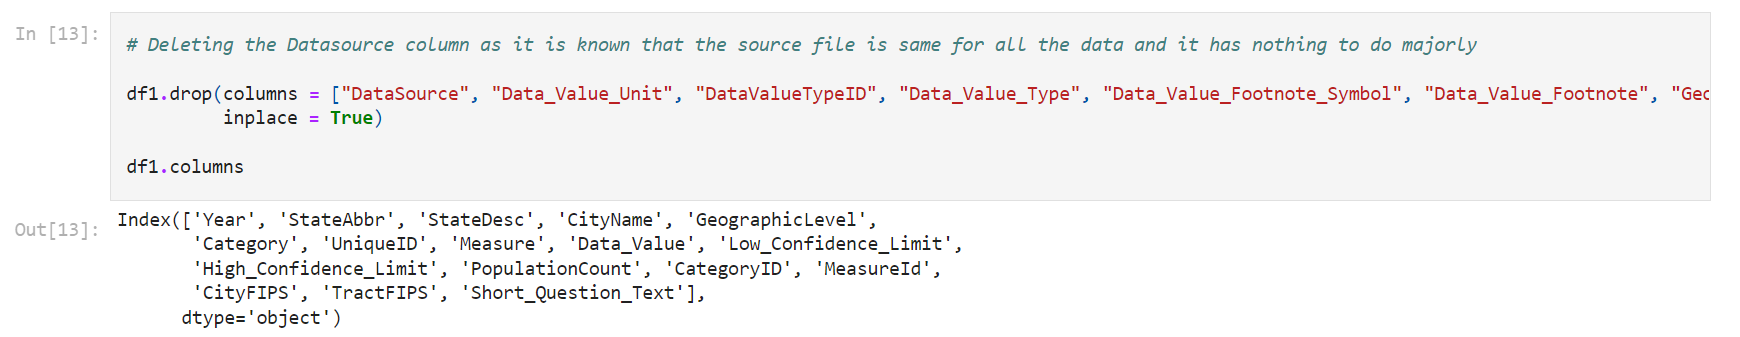 In [13]:
# Deleting the Datasource column as it is known that the source file is same for all the data and it has nothing to do majorly
df1.drop(columns = ["DataSource", "Data_Value_Unit", "DataValueTypeID", "Data_Value_Type", "Data_Value_Footnote_Symbol", "Data_Value_Footnote",
inplace = True)
df1.columns
Out[13]:
Index(['Year', 'StateAbbr', 'StateDesc', 'CityName', 'GeographicLevel',
'Category', 'UniqueID', 'Measure', 'Data_Value', 'Low_Confidence_Limit',
'High_Confidence_Limit', 'PopulationCount', 'CategoryID', 'MeasureId',
'CityFIPS', 'TractFIPS', 'Short_Question_Text'],
dtype='object')